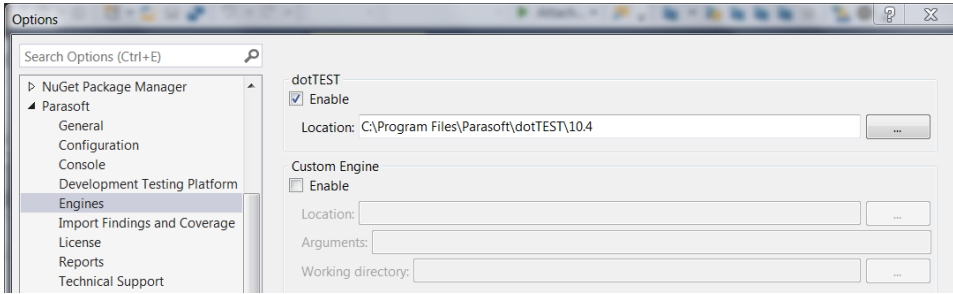 Attach...
Options
Search Options (Ctrl+E)
NuGet Package Manager
Parasoft
General
Configuration
Console
Development Testing Platform
Engines
Import Findings and Coverage
License
Reports
Technical Support
dotTEST
Enable
Location: C:\Program Files\Parasoft\dotTEST\10.4
...
Custom Engine
Enable
Location:
...
Arguments:
Working directory:
...